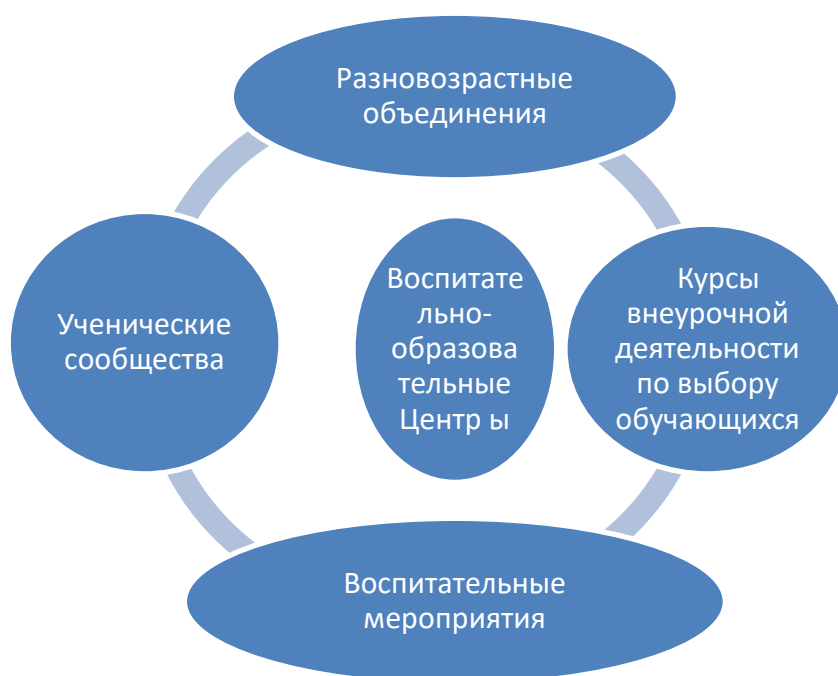 Разновозрастные
объединения
Ученические
сообщества
Воспитате
льно-
образова
тельные
Центр ы
Курсы
внеурочной
деятельности
по выбору
обучающихся
Воспитательные
мероприятия